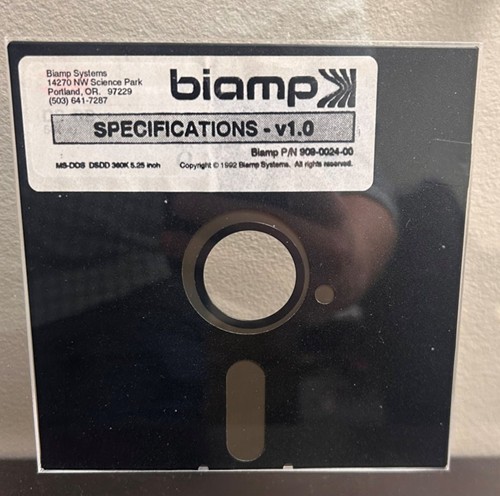 Biamp Systems
14270 NW Science Park
Portland, OR. 97229
(503) 641-7287
biamp
SPECIFICATIONS - v1.0
Biamp P/N 909-0024-00
MS-DOS DSDD 360K 5.25 inch Copyright © 1992 Biamp Systems. All rights reserved.